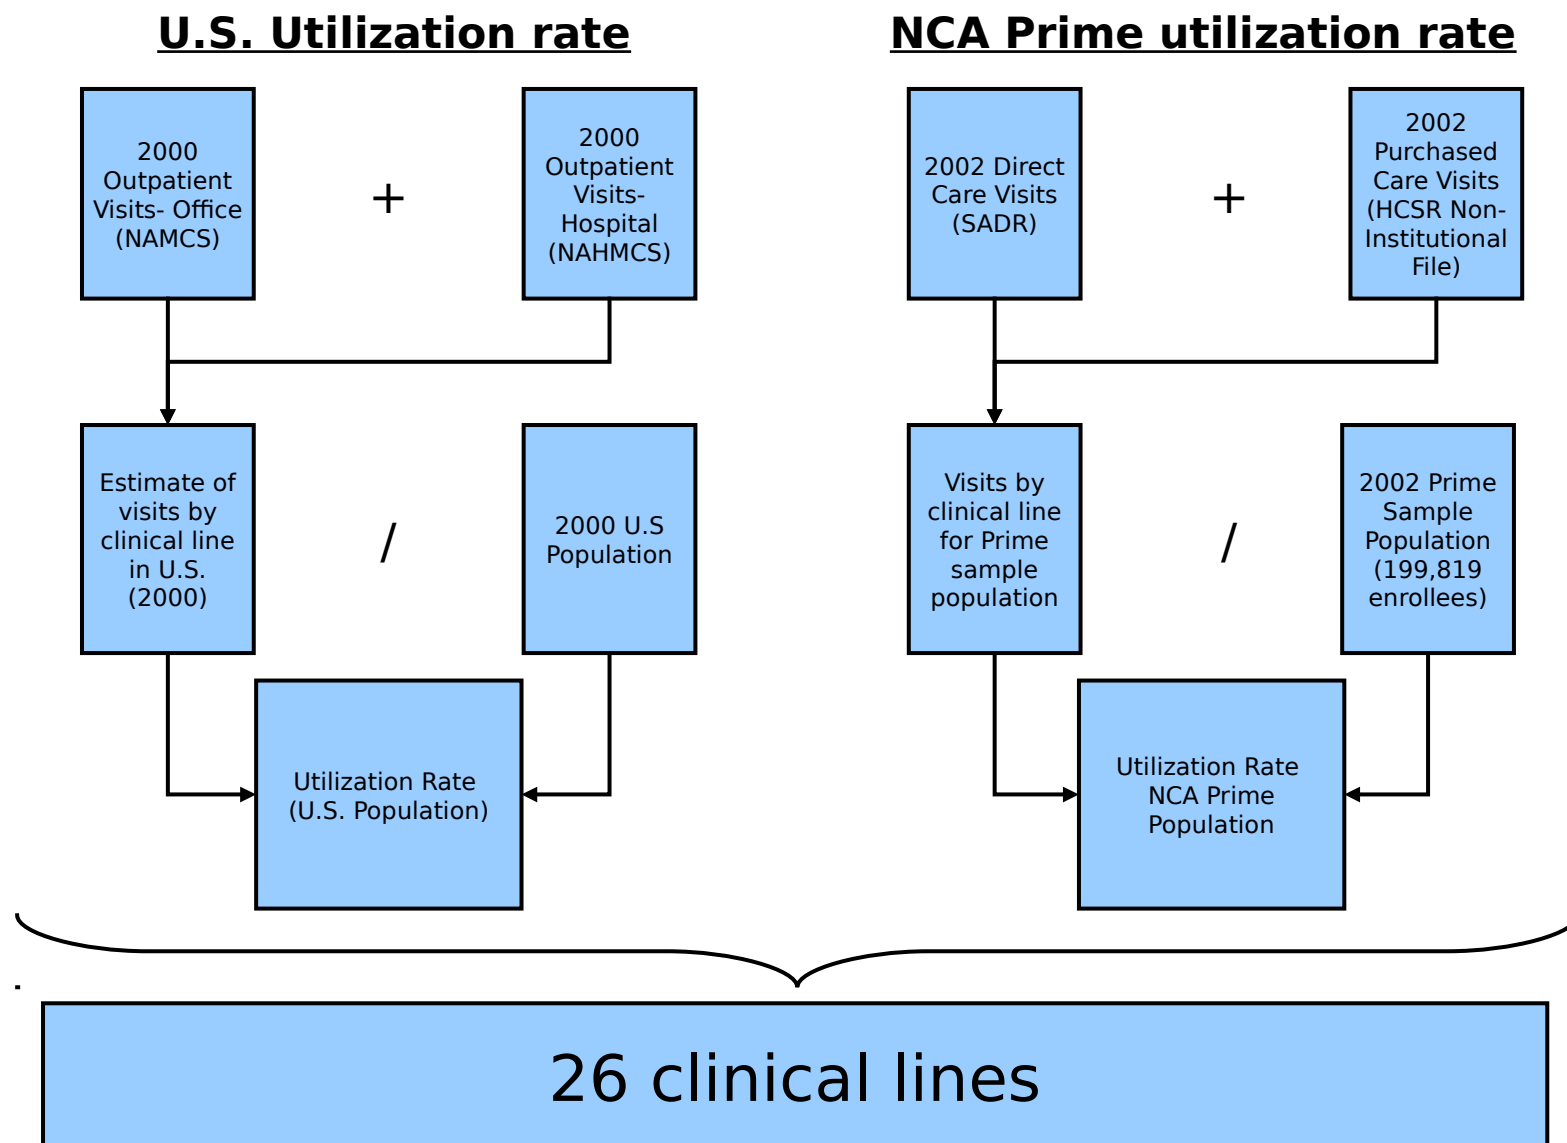 U.S. Utilization rate
NCA Prime utilization rate
2000
Outpatient
Visits- Office
(NAMCS)
+
2000
Outpatient
Visits-
Hospital
(NAHMCS)
2002 Direct
Care Visits
(SADR)
+
2002
Purchased
Care Visits
(HCSR Non-
Institutional
File)
Estimate of
visits by
clinical line
in U.S.
(2000)
/
2000 U.S
Population
Visits by
clinical line
for Prime
sample
population
/
2002 Prime
Sample
Population
(199,819
enrollees)
Utilization Rate
(U.S. Population)
Utilization Rate
NCA Prime
Population
.
26 clinical lines